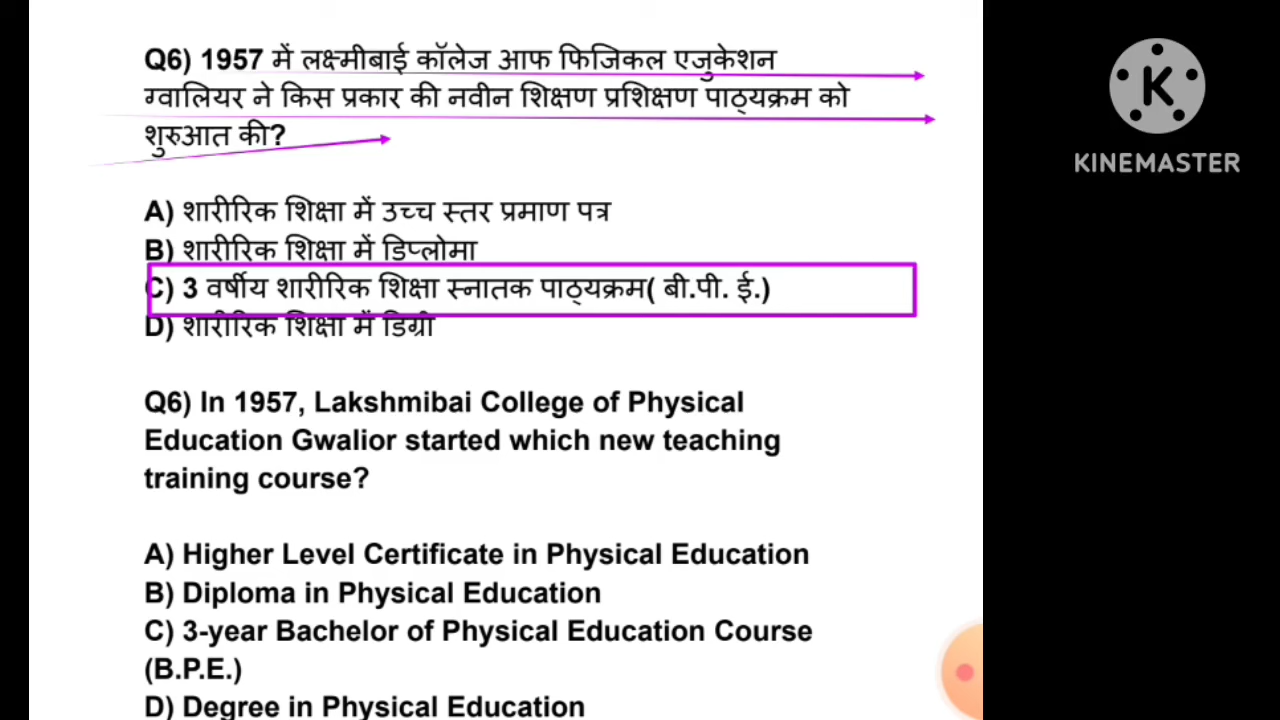 Q6) 1957 में लक्ष्मीबाई कॉलेज आफ फिजिकल एजुकेशन
ग्वालियर ने किस प्रकार की नवीन शिक्षण प्रशिक्षण पाठ्यक्रम को
शुरुआत की?
A) शारीरिक शिक्षा में उच्च स्तर प्रमाण पत्र
B) शारीरिक शिक्षा में डिप्लोमा
C) 3 वर्षीय शारीरिक शिक्षा स्नातक पाठ्यक्रम( बी.पी. ई.)
D) शारीरिक शिक्षा में डिग्री
Q6) In 1957, Lakshmibai College of Physical
Education Gwalior started which new teaching
training course?
A) Higher Level Certificate in Physical Education
B) Diploma in Physical Education
C) 3-year Bachelor of Physical Education Course
(B.P.E.)
D) Degree in Physical Education
K
KINEMASTER